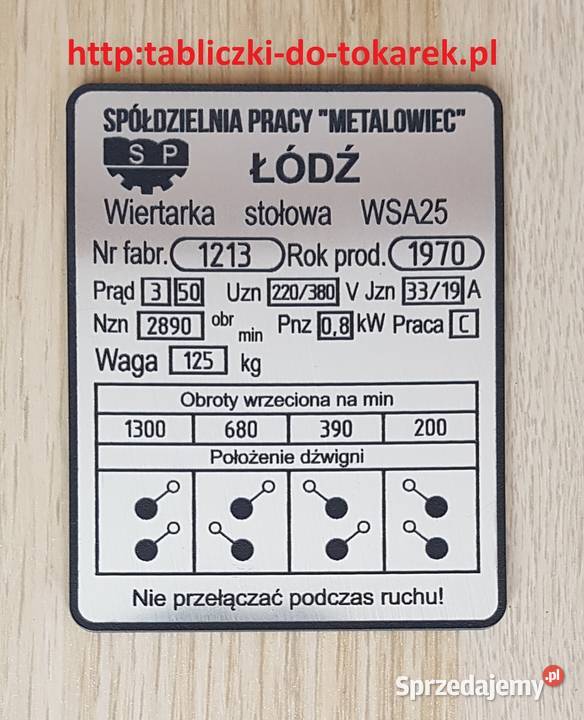 http:tabliczki-do-tokarek.pl
SPÓŁDZIELNIA PRACY "METALOWIEC"
S P
ŁÓDŹ
Wiertarka stołowa WSA25
Nr fabr. 1213 Rok prod. 1970
Prąd 3 50 Uzn 220/380 V Jzn 33/19 A
Nzn 2890 obr min Pnz 0,8 kW Praca C
Waga 125 kg
Obroty wrzeciona na min
1300 680 390 200
Położenie dźwigni
Nie przełączać podczas ruchu!
Sprzedajemy.pl